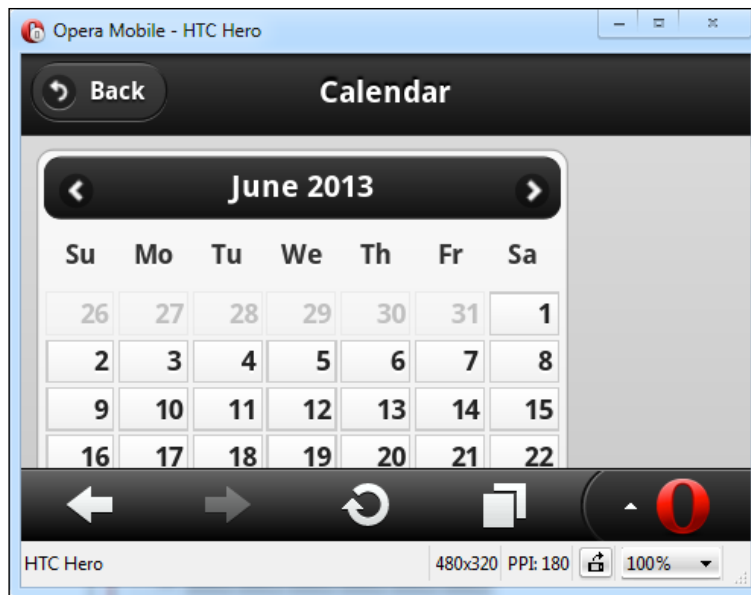 Opera Mobile - HTC Hero
Back Calendar
June 2013
Su Mo Tu We Th Fr Sa
26 27 28 29 30 31 1
2 3 4 5 6 7 8
9 10 11 12 13 14 15
16 17 18 19 20 21 22
HTC Hero 480x320 PPI: 180 100%